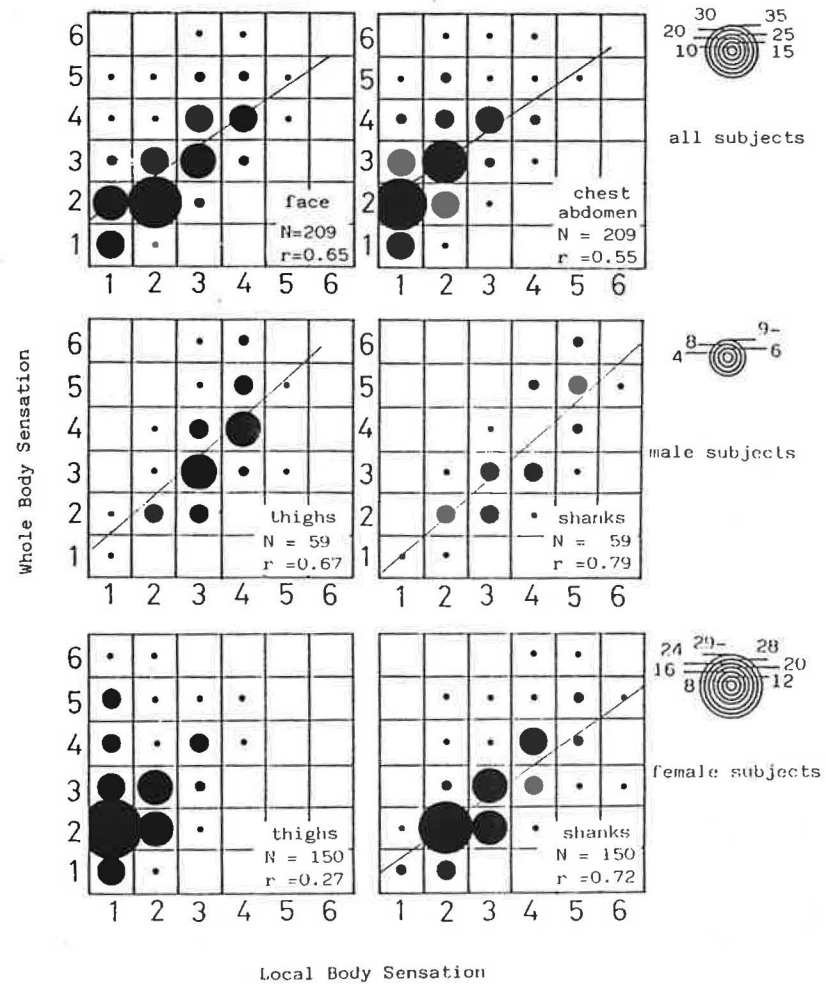 30 35
20 25
10 15
all subjects
6
5
4
3
2
1
face
N=209
r=0.65
1 2 3 4 5 6
6
5
4
3
2
1
chest
abdomen
N = 209
r =0.55
1 2 3 4 5 6
Whole Body Sensation
6
5
4
3
2
1
thighs
N = 59
r =0.67
1 2 3 4 5 6
6
5
4
3
2
1
shanks
N = 59
r =0.79
1 2 3 4 5 6
8 9-
4 6
male subjects
6
5
4
3
2
1
thighs
N = 150
r =0.27
1 2 3 4 5 6
shanks
N = 150
r =0.72
1 2 3 4 5 6
24 29- 28
16 20
8 12
female subjects
Local Body Sensation